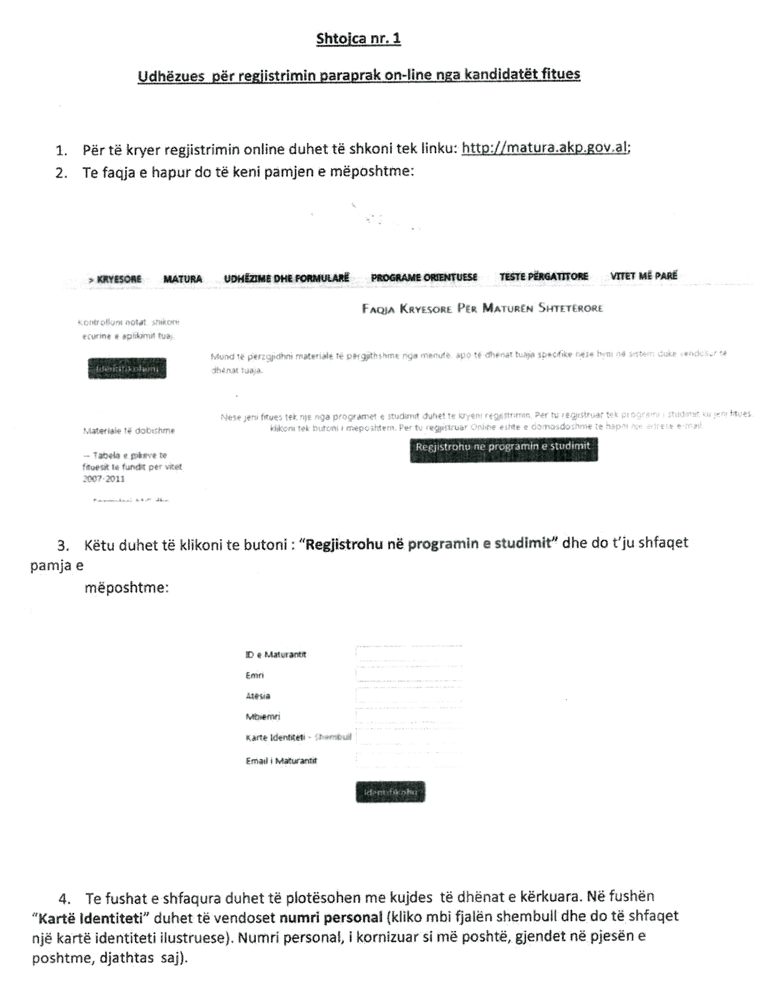 Shtojca nr. 1
Udhëzues për regjistrimin paraprak on-line nga kandidatët fitues
1. Për të kryer regjistrimin online duhet të shkoni tek linku: http://matura.akp.gov.al;
2. Te faqja e hapur do të keni pamjen e mëposhtme:
> KRYESORE MATURA UDHËZIME DHE FORMULARË PROGRAME ORIENTUESE TESTE PËRGATITORE VITET MË PARË
FAQJA KRYESORE PËR MATURËN SHTETËRORE
Kontrolloni notat, shikoni
ecurine e aplikimit tuaj.
Identifikohuni
Mund të përzgjidhni materiale të përgjithshme nga menutë, apo të dhënat tuaja specifike nëse hyni në sistem duke vendosur të
dhënat tuaja.
Nese jeni fitues tek nje nga programet e studimit duhet te kryeni regjistrimin. Per tu regjistruar tek programi i studimit ku jeni fitues,
klikoni tek butoni i meposhtem. Per tu regjistruar Online eshte e domosdoshme te hapni nje adrese e-mail.
Regjistrohu ne programin e studimit
Materiale të dobishme
— Tabela e pikeve te
fituesit te fundit per vitet
2007-2011
3. Këtu duhet të klikoni te butoni : “Regjistrohu në programin e studimit” dhe do t’ju shfaqet
pamja e
mëposhtme:
ID e Maturantit
Emri
Atësia
Mbiemri
Karte Identiteti - Shembull
Email i Maturantit
Identifikohu
4. Te fushat e shfaqura duhet të plotësohen me kujdes të dhënat e kërkuara. Në fushën
“Kartë Identiteti” duhet të vendoset numri personal (kliko mbi fjalën shembull dhe do të shfaqet
një kartë identiteti ilustruese). Numri personal, i kornizuar si më poshtë, gjendet në pjesën e
poshtme, djathtas saj).